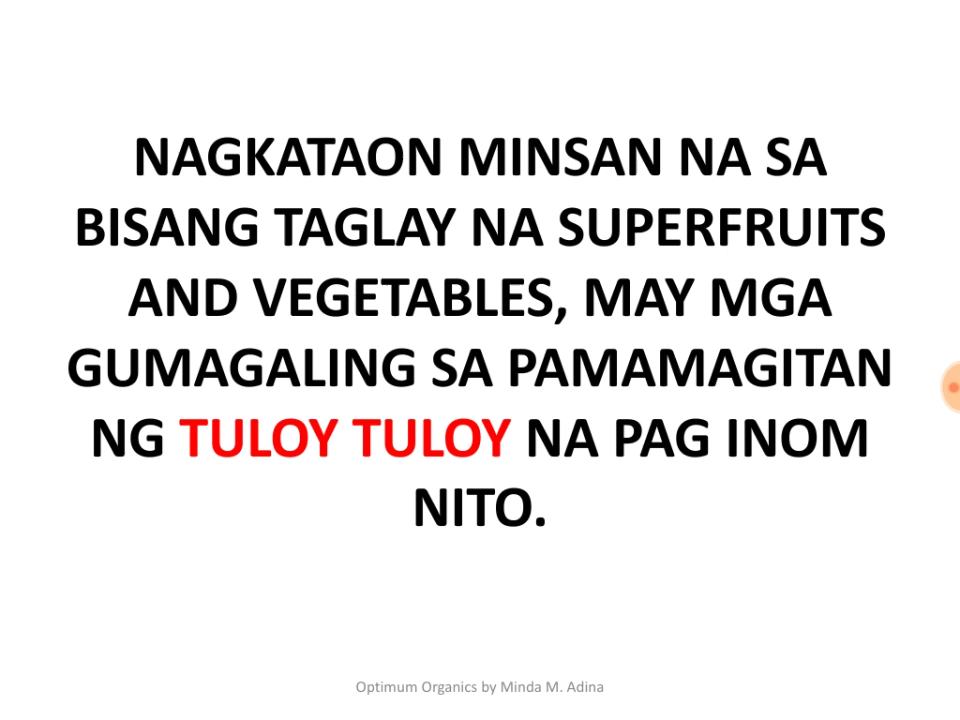 NAGKATAON MINSAN NA SA
BISANG TAGLAY NA SUPERFRUITS
AND VEGETABLES, MAY MGA
GUMAGALING SA PAMAMAGITAN
NG TULOY TULOY NA PAG INOM
NITO.
Optimum Organics by Minda M. Adina